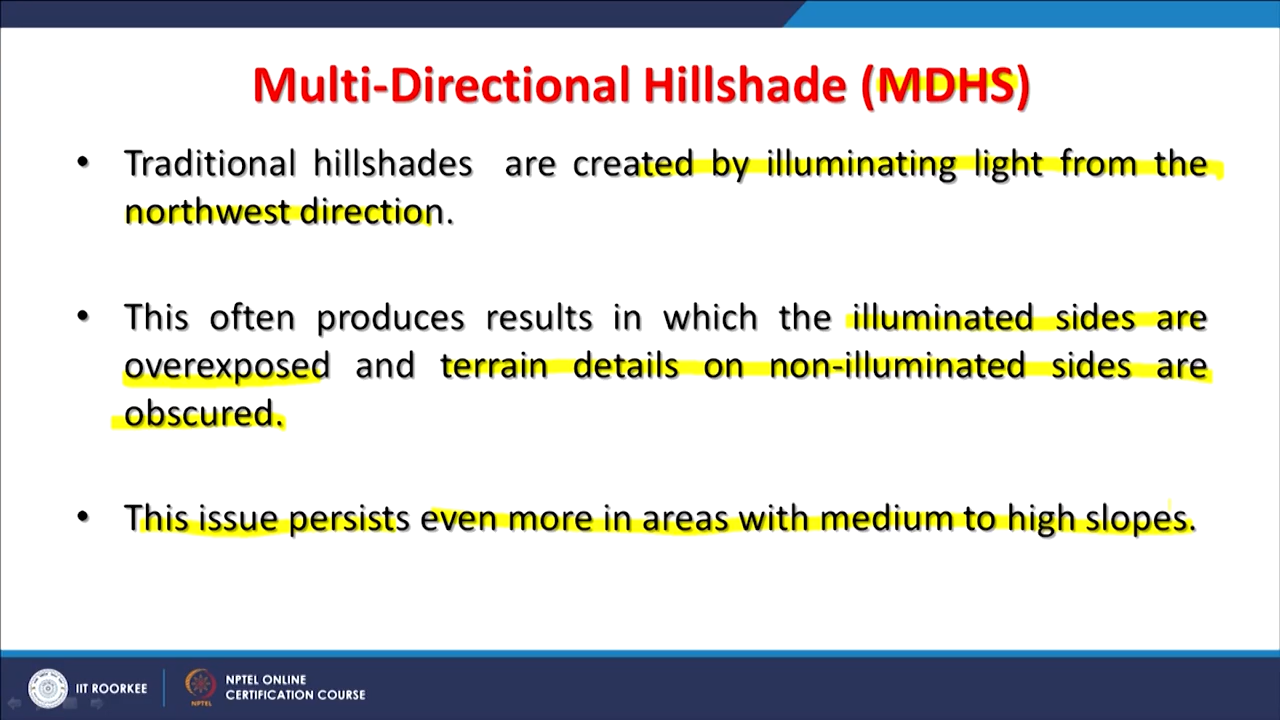 Multi-Directional Hillshade (MDHS)
• Traditional hillshades are created by illuminating light from the
northwest direction.
• This often produces results in which the illuminated sides are
overexposed and terrain details on non-illuminated sides are
obscured.
• This issue persists even more in areas with medium to high slopes.
IIT ROORKEE
NPTEL
NPTEL ONLINE
CERTIFICATION COURSE